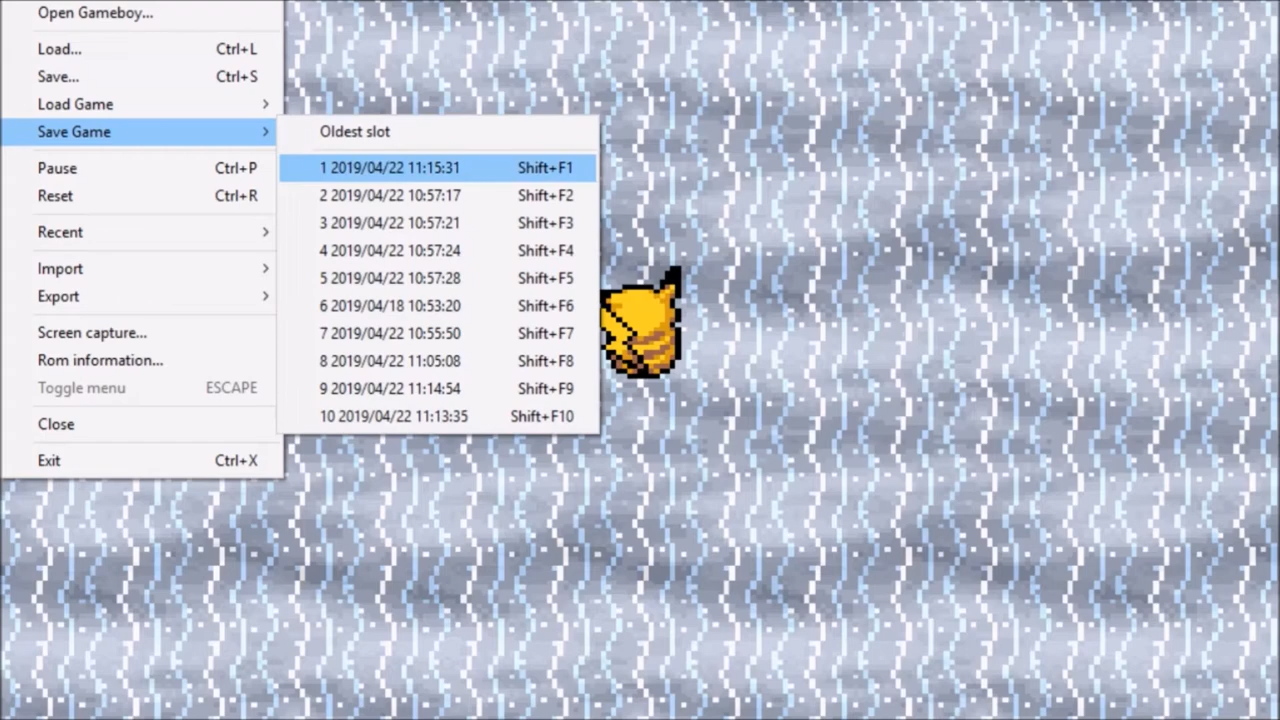 Open Gameboy...
Load... Ctrl+L
Save... Ctrl+S
Load Game
Save Game
Pause Ctrl+P
Reset Ctrl+R
Recent
Import
Export
Screen capture...
Rom information...
Toggle menu ESCAPE
Close
Exit Ctrl+X
Oldest slot
1 2019/04/22 11:15:31 Shift+F1
2 2019/04/22 10:57:17 Shift+F2
3 2019/04/22 10:57:21 Shift+F3
4 2019/04/22 10:57:24 Shift+F4
5 2019/04/22 10:57:28 Shift+F5
6 2019/04/18 10:53:20 Shift+F6
7 2019/04/22 10:55:50 Shift+F7
8 2019/04/22 11:05:08 Shift+F8
9 2019/04/22 11:14:54 Shift+F9
10 2019/04/22 11:13:35 Shift+F10